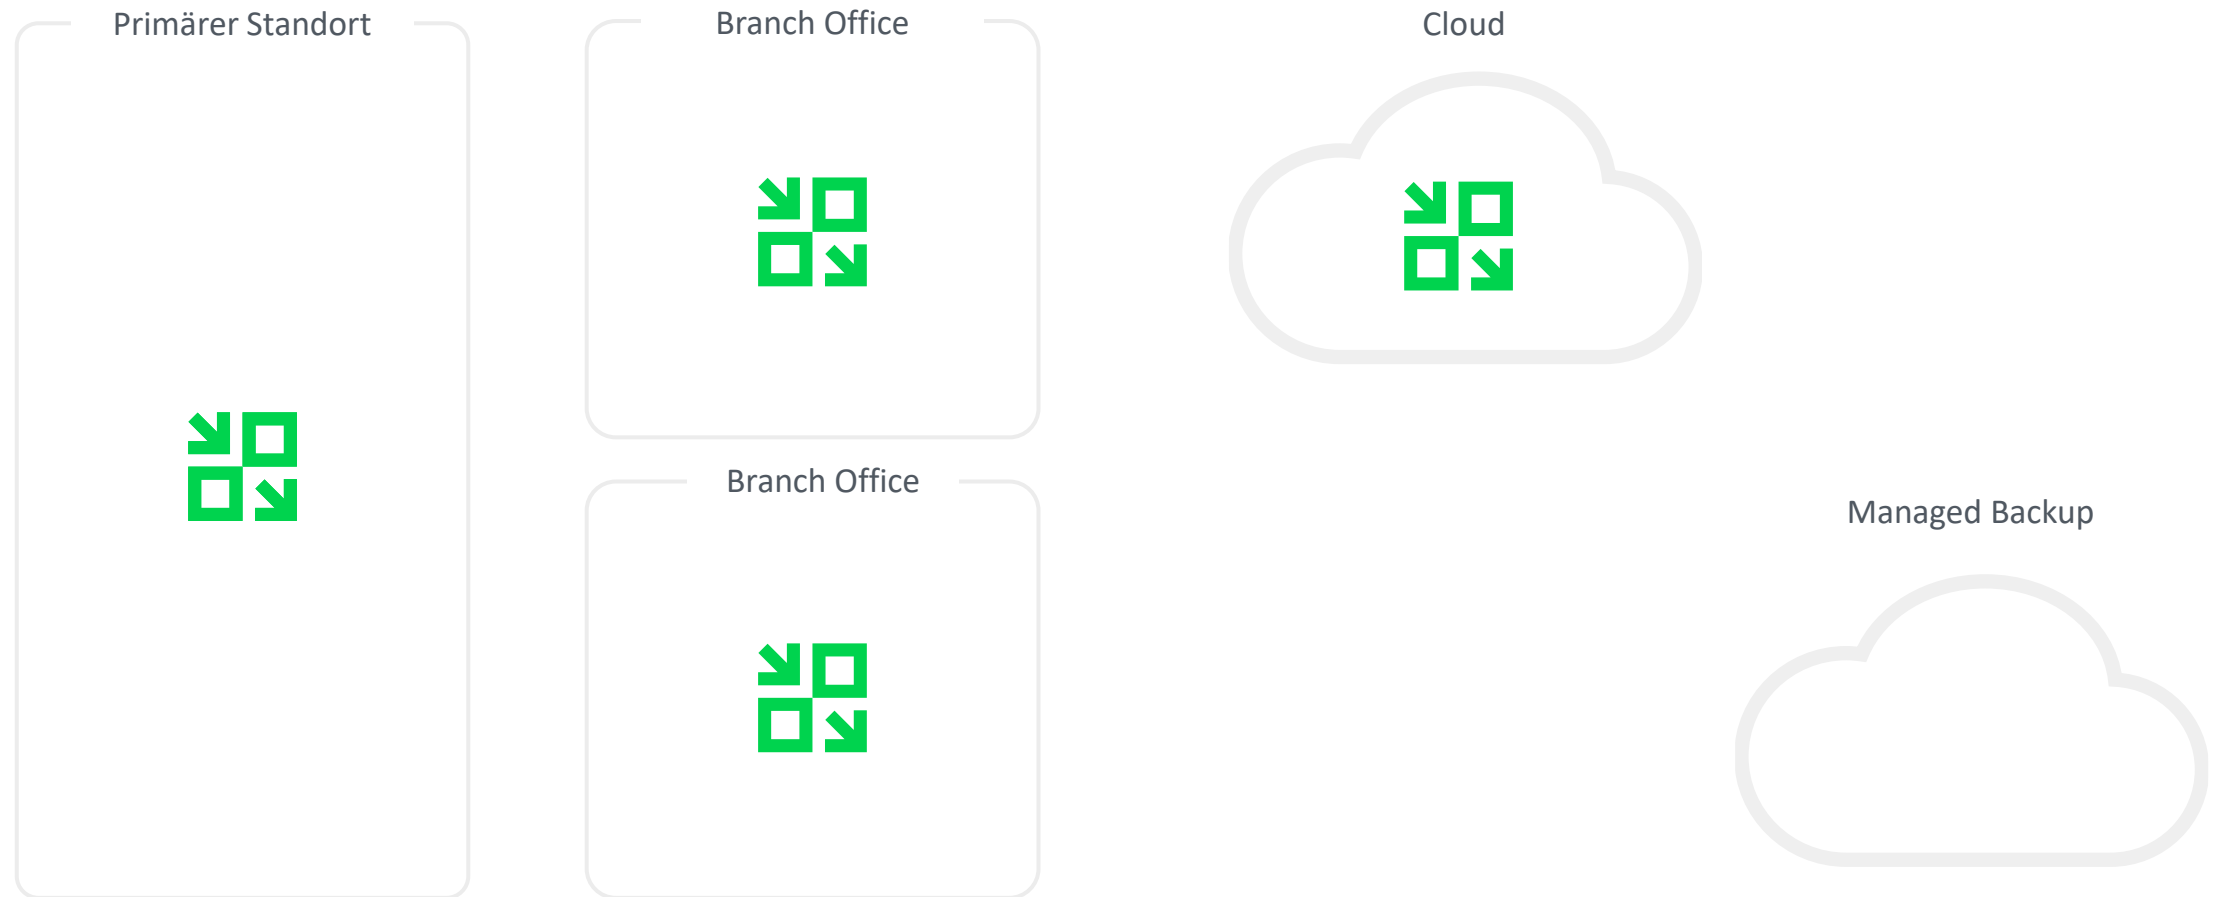 Primärer Standort
Branch Office
Cloud
Branch Office
Managed Backup